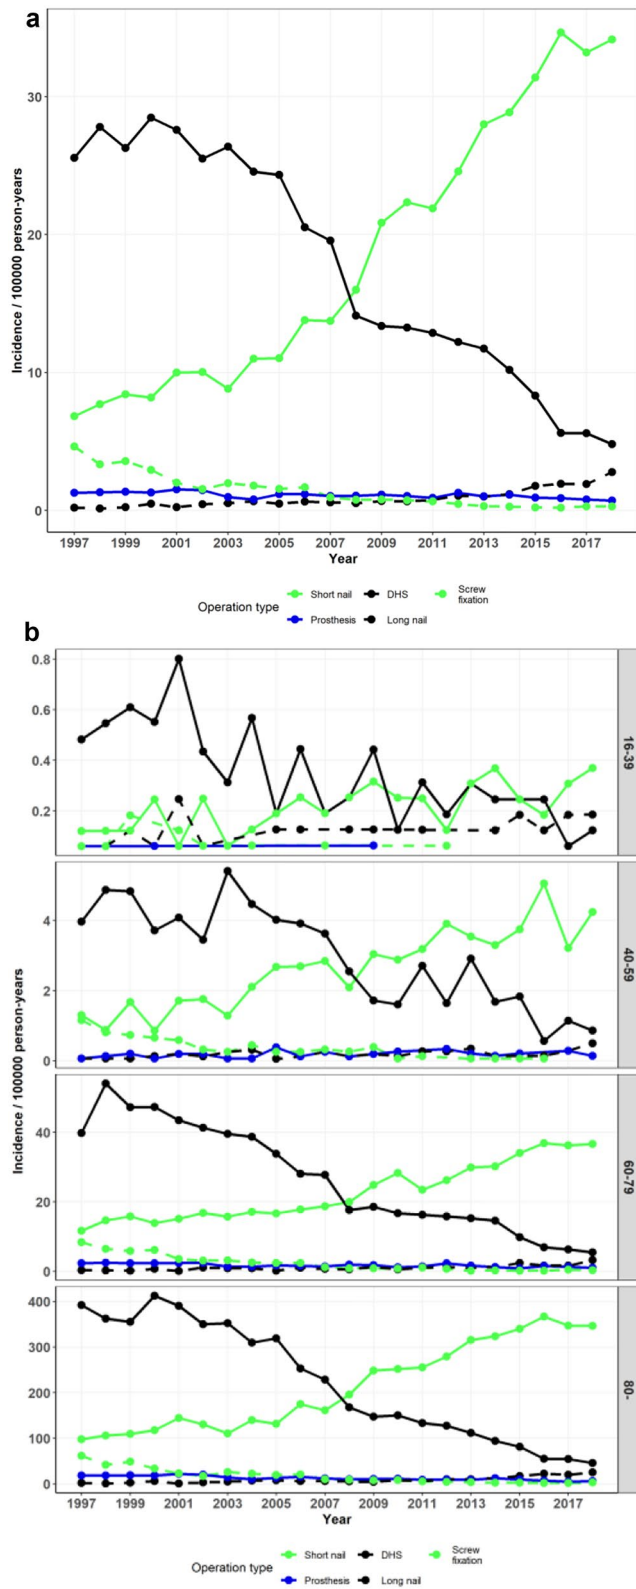 a
Incidence / 100000 person-years
30
20
10
0
1997 1999 2001 2003 2005 2007 2009 2011 2013 2015 2017
Year
Operation type
Short nail DHS Screw fixation
Prosthesis Long nail
b
Incidence / 100000 person-years
0.8
0.6
0.4
0.2
16-39
4
2
0
40-59
40
20
0
60-79
400
300
200
100
0
80-
1997 1999 2001 2003 2005 2007 2009 2011 2013 2015 2017
Year
Operation type
Short nail DHS Screw fixation
Prosthesis Long nail